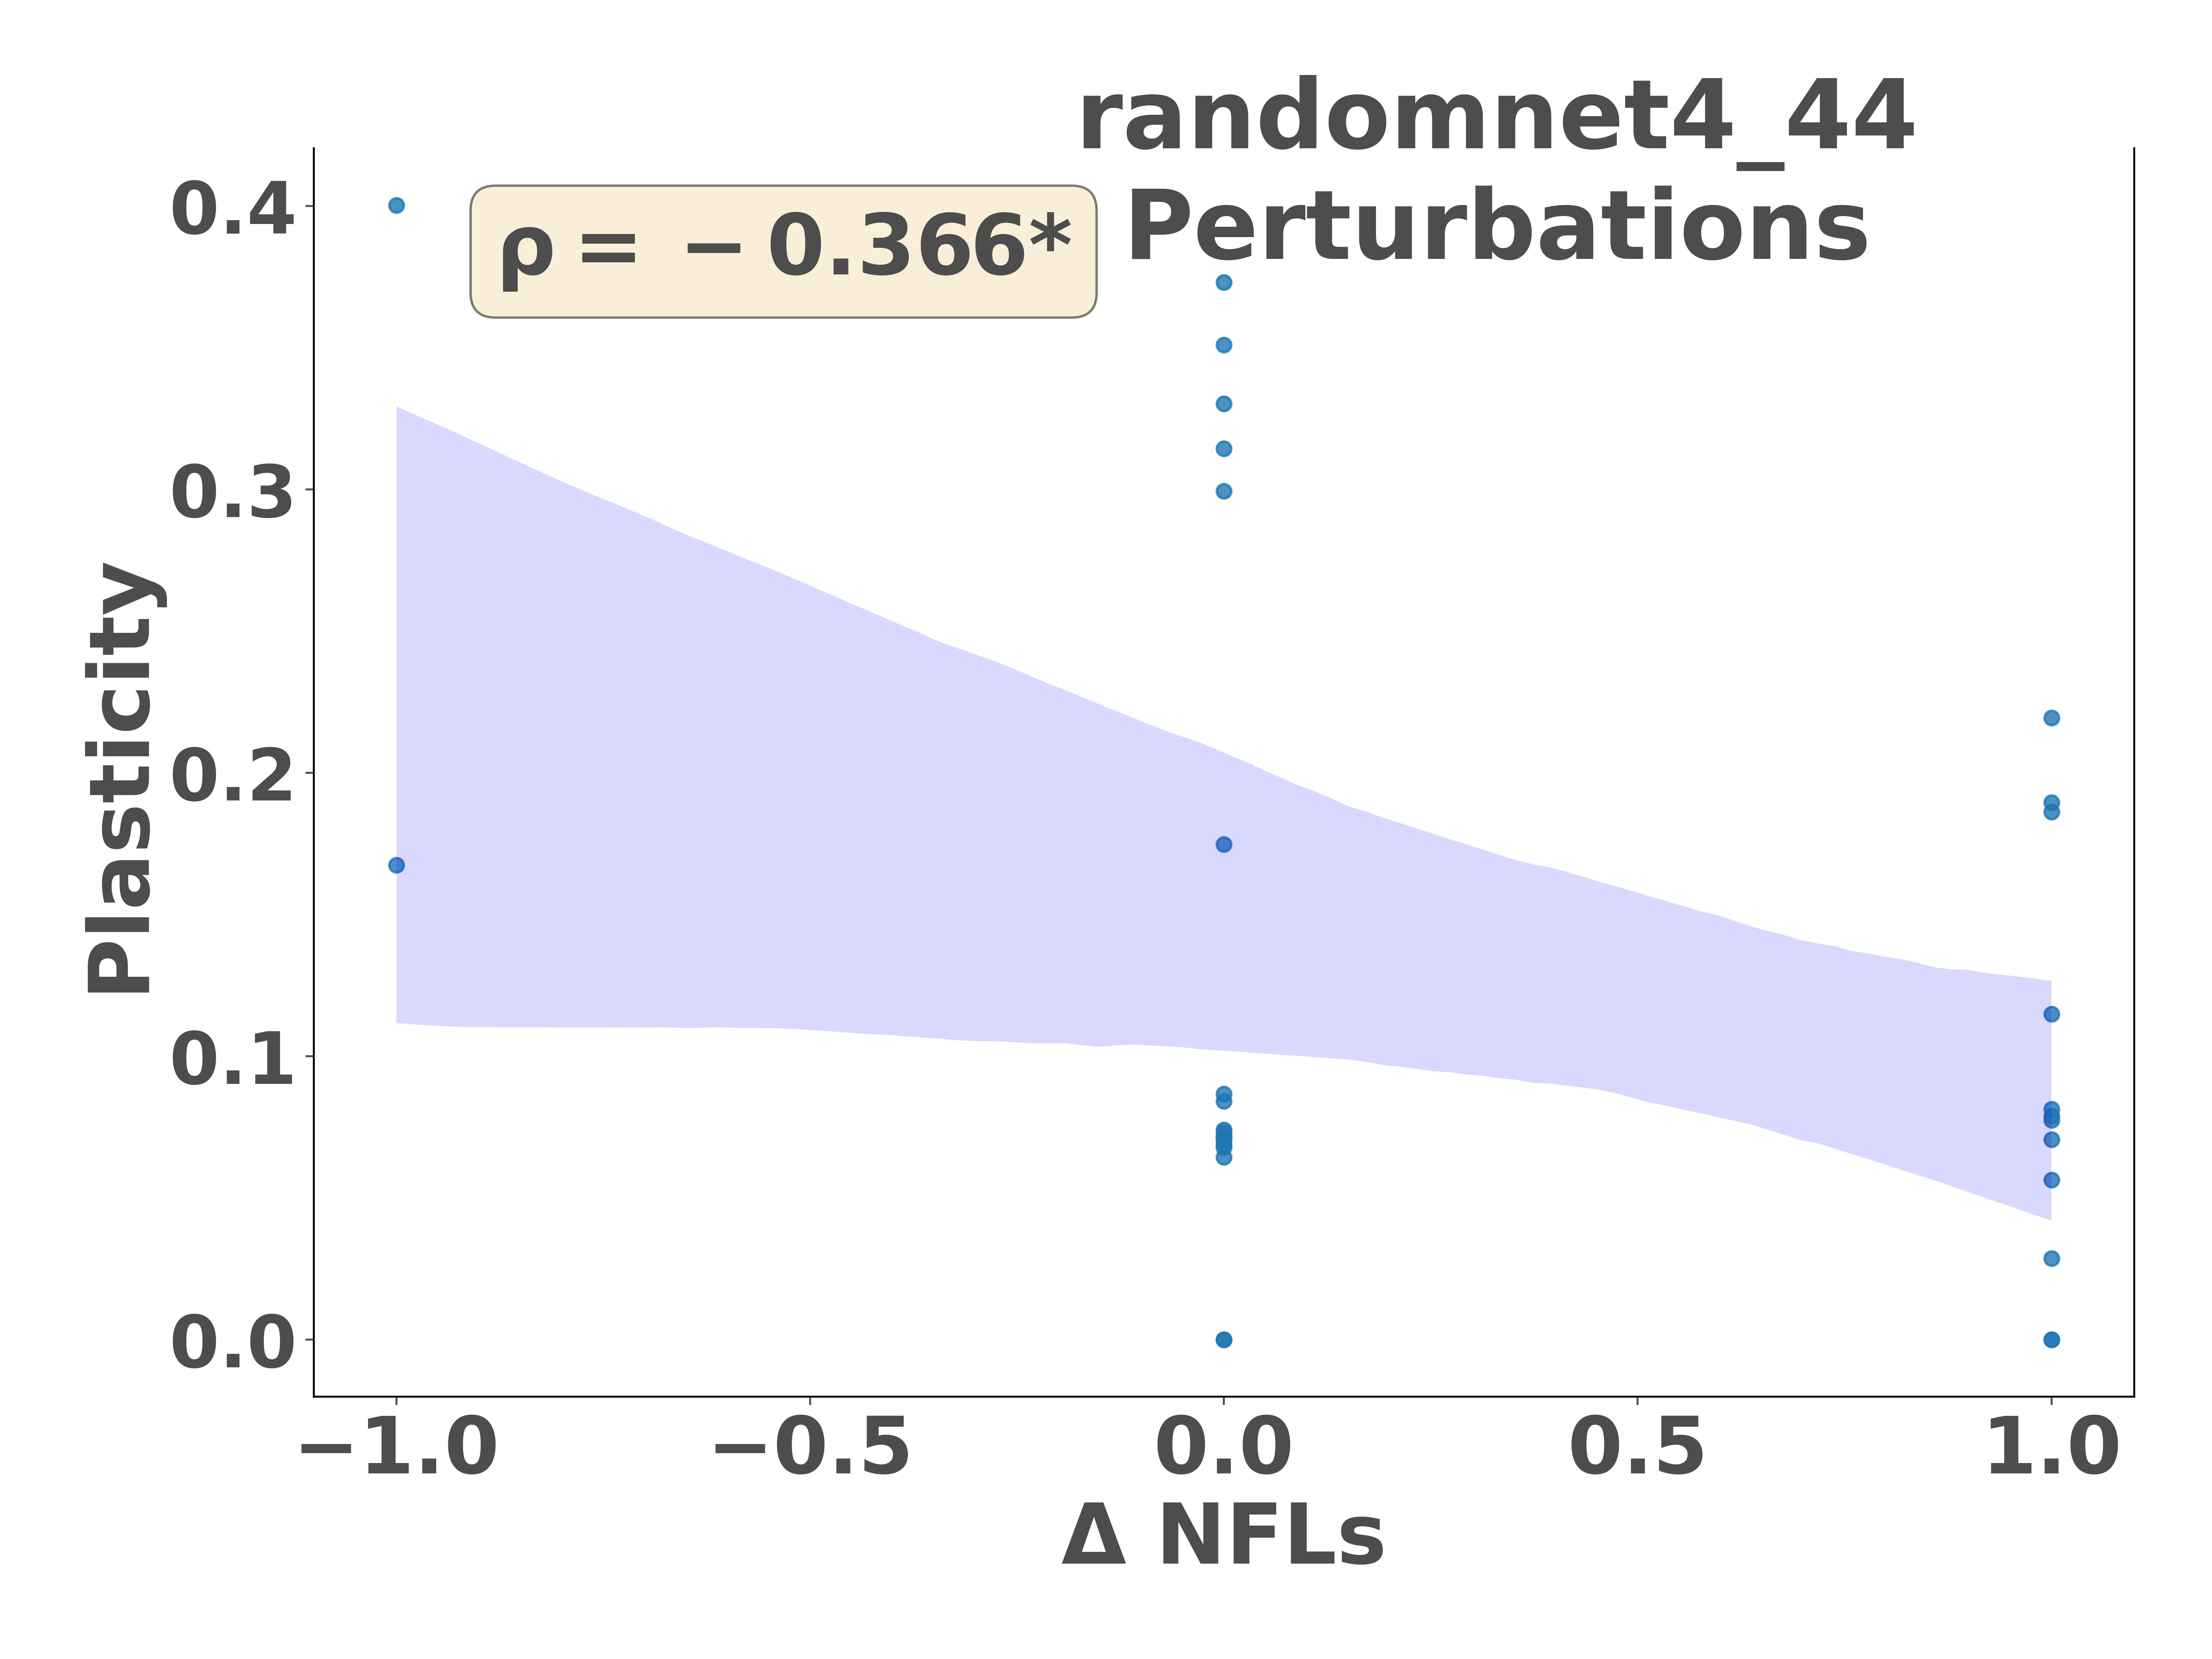 randomnet4_44
Perturbations
ρ = − 0.366*
Plasticity
0.4
0.3
0.2
0.1
0.0
−1.0
−0.5
0.0
0.5
1.0
Δ NFLs